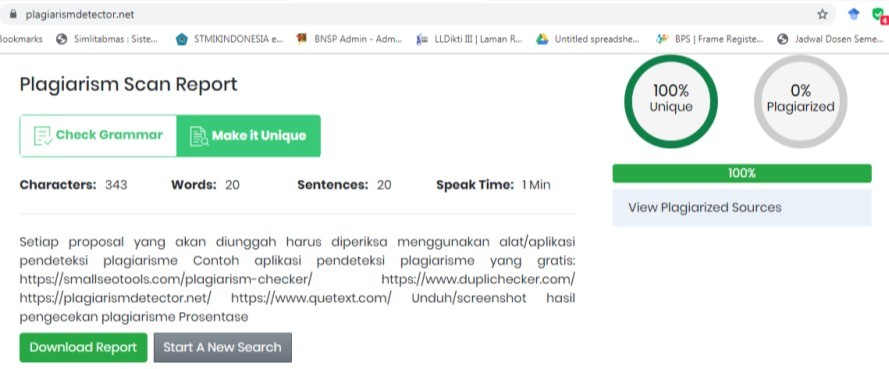 plagiarismdetector.net
Bookmarks Simlitabmas : Siste... STMIKINDONESIA e... BNSP Admin - Adm... LLDikti III | Laman R... Untitled spreadshe... BPS | Frame Registe... Jadwal Dosen Seme...
4
Plagiarism Scan Report
100%
Unique
0%
Plagiarized
Check Grammar
Make it Unique
Characters: 343 Words: 20 Sentences: 20 Speak Time: 1 Min
100%
View Plagiarized Sources
Setiap proposal yang akan diunggah harus diperiksa menggunakan alat/aplikasi
pendeteksi plagiarisme Contoh aplikasi pendeteksi plagiarisme yang gratis:
https://smallseotools.com/plagiarism-checker/ https://www.duplichecker.com/
https://plagiarismdetector.net/ https://www.quetext.com/ Unduh/screenshot hasil
pengecekan plagiarisme Prosentase
Download Report
Start A New Search